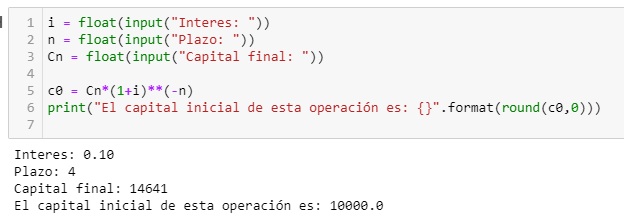 1 i = float(input("Interes: "))
2 n = float(input("Plazo: "))
3 Cn = float(input("Capital final: "))
4
5 c0 = Cn*(1+i)**(-n)
6 print("El capital inicial de esta operación es: {}".format(round(c0,0)))
7
Interes: 0.10
Plazo: 4
Capital final: 14641
El capital inicial de esta operación es: 10000.0